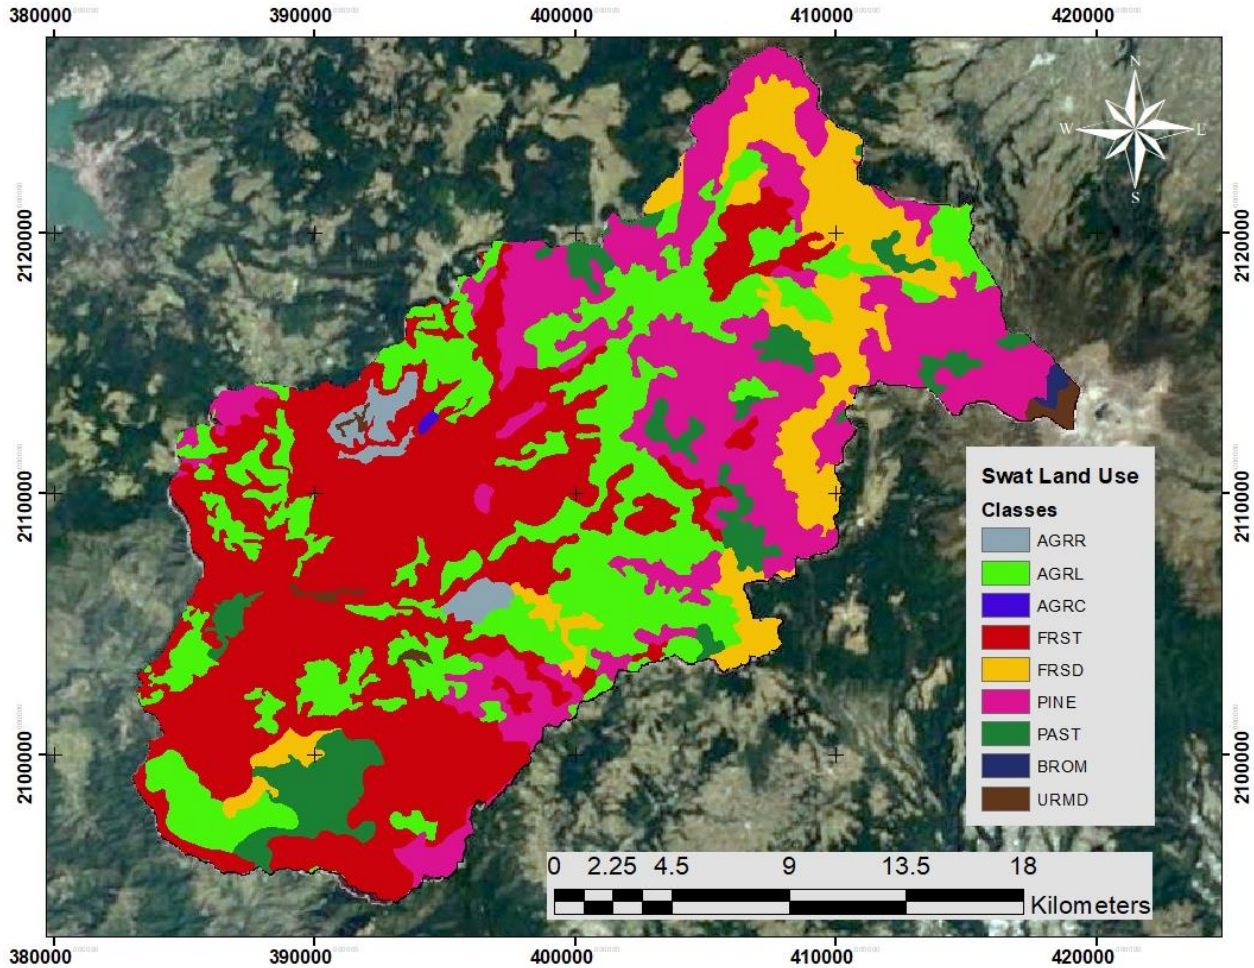 380000 390000 400000 410000 420000
N
W E
S
2120000 2120000
2110000 2110000
Swat Land Use
Classes
AGRR
AGRL
AGRC
FRST
FRSD
PINE
PAST
BROM
URMD
2100000 2100000
0 2.25 4.5 9 13.5 18
Kilometers
380000 390000 400000 410000 420000